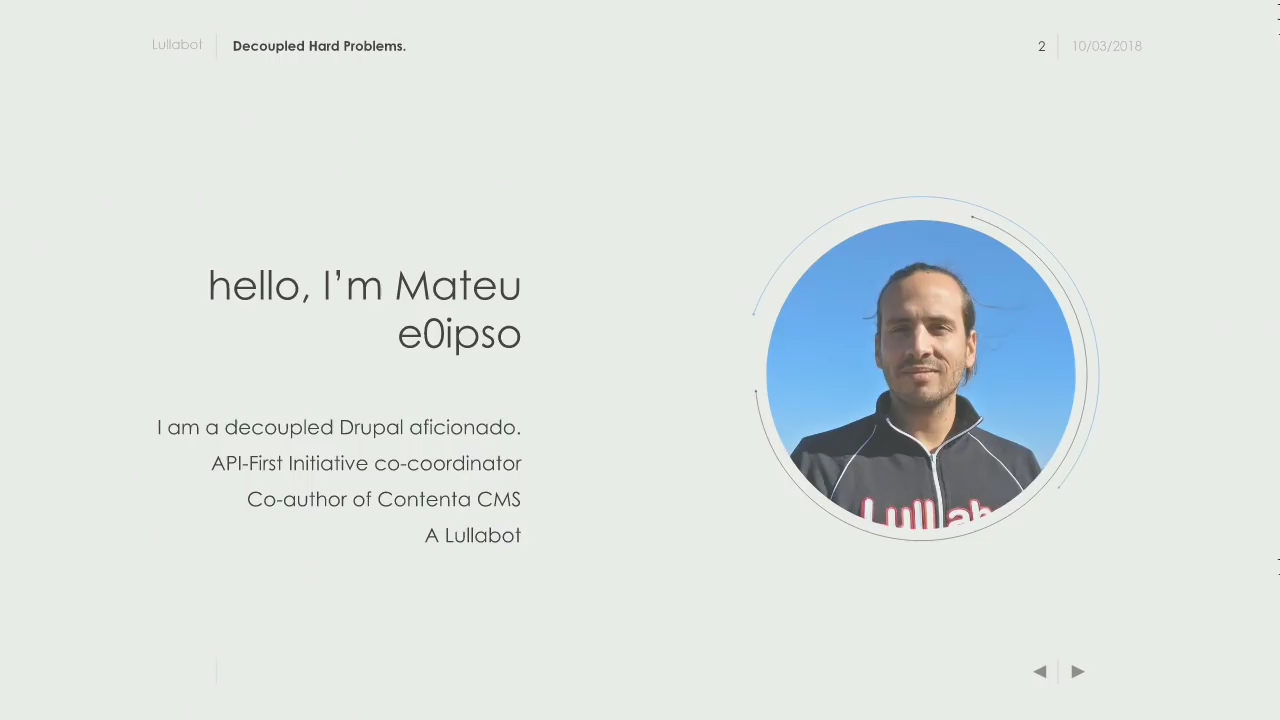 Lullabot
Decoupled Hard Problems.
2
10/03/2018
hello, I’m Mateu
e0ipso
I am a decoupled Drupal aficionado.
API-First Initiative co-coordinator
Co-author of Contenta CMS
A Lullabot